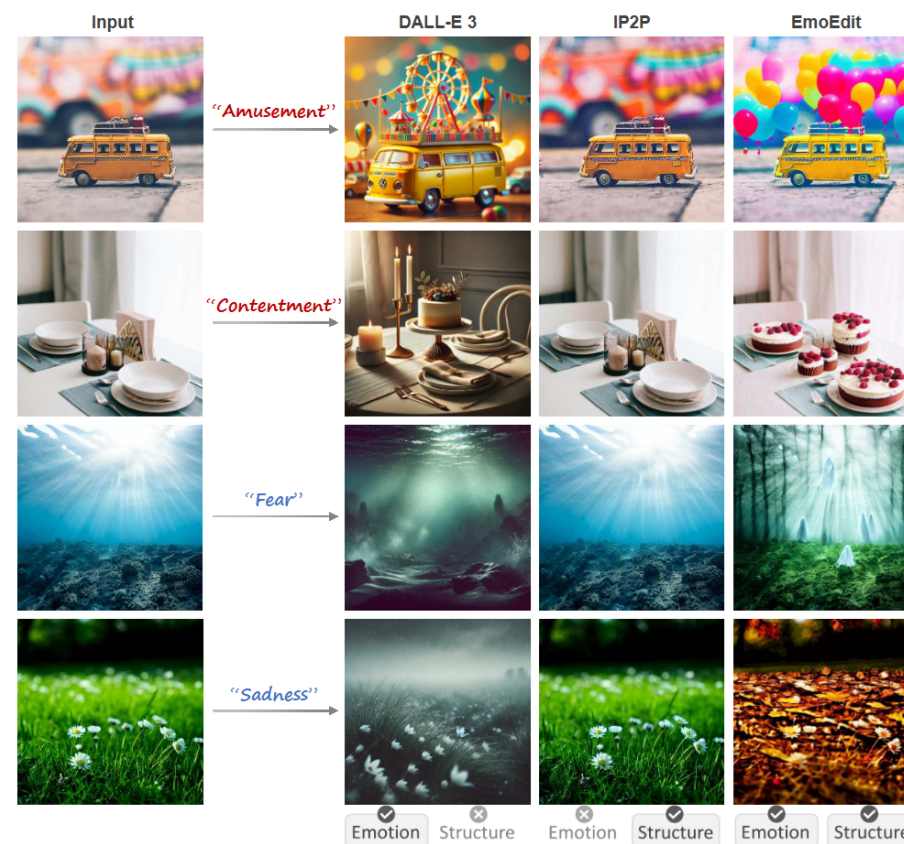 Input
DALL-E 3
IP2P
EmoEdit
“Amusement”
“Contentment”
“Fear”
“Sadness”
Emotion Structure Emotion Structure Emotion Structure